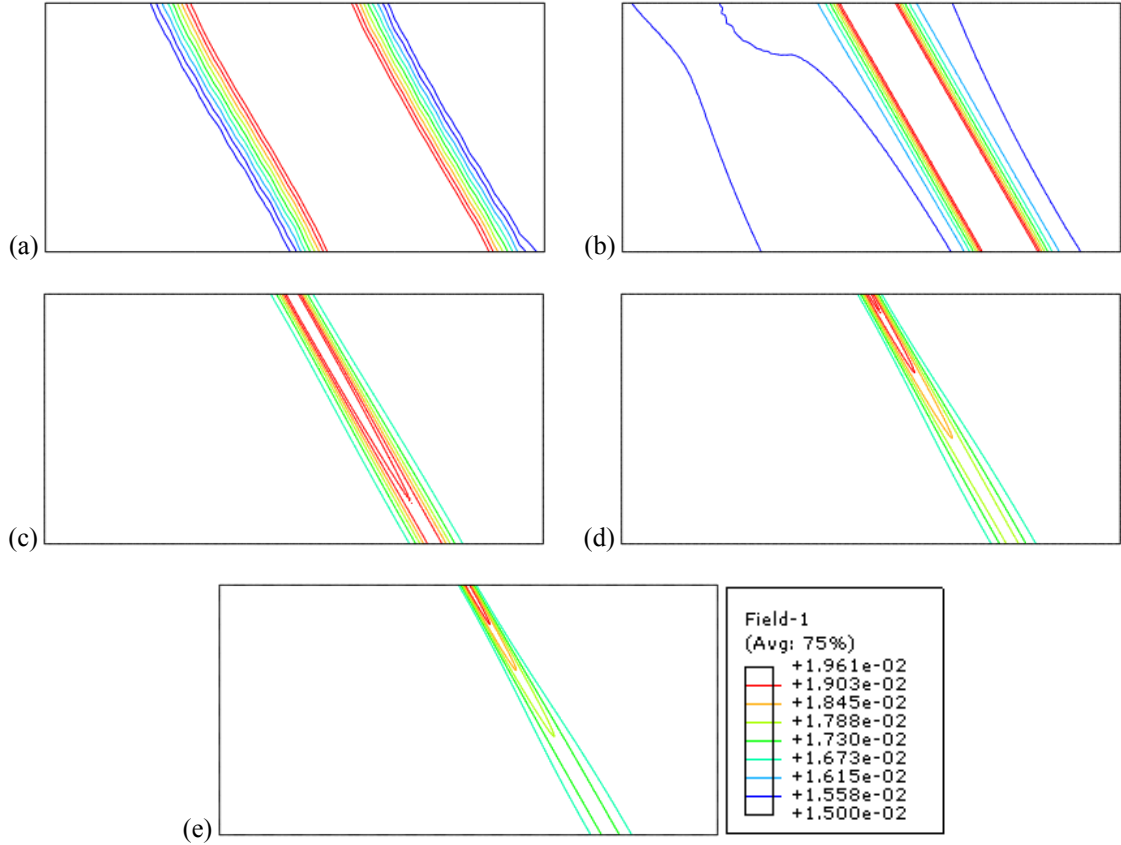 (a)
(b)
(c)
(d)
(e)
Field-1
(Avg: 75%)
+1.961e-02
+1.903e-02
+1.845e-02
+1.788e-02
+1.730e-02
+1.673e-02
+1.615e-02
+1.558e-02
+1.500e-02